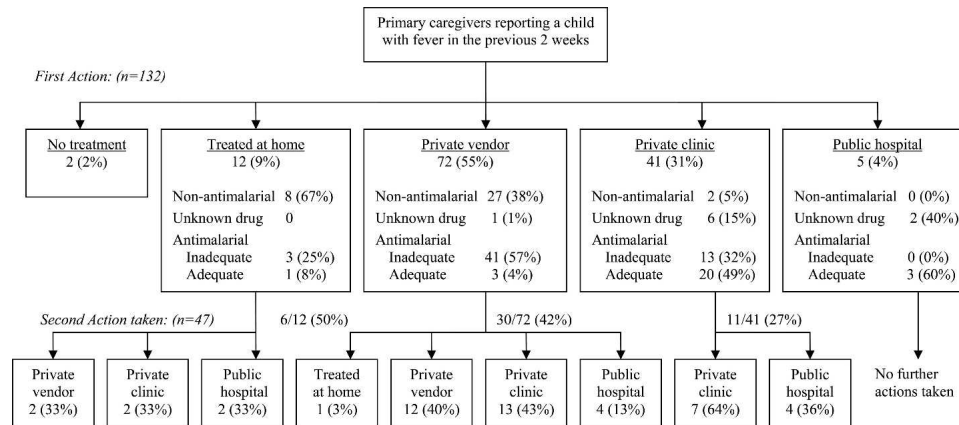 Primary caregivers reporting a child
with fever in the previous 2 weeks
First Action: (n=132)
No treatment
2 (2%)
Treated at home
12 (9%)
Non-antimalarial 8 (67%)
Unknown drug 0
Antimalarial
Inadequate 3 (25%)
Adequate 1 (8%)
Private vendor
72 (55%)
Non-antimalarial 27 (38%)
Unknown drug 1 (1%)
Antimalarial
Inadequate 41 (57%)
Adequate 3 (4%)
Private clinic
41 (31%)
Non-antimalarial 2 (5%)
Unknown drug 6 (15%)
Antimalarial
Inadequate 13 (32%)
Adequate 20 (49%)
Public hospital
5 (4%)
Non-antimalarial 0 (0%)
Unknown drug 2 (40%)
Antimalarial
Inadequate 0 (0%)
Adequate 3 (60%)
Second Action taken: (n=47)
6/12 (50%)
30/72 (42%)
11/41 (27%)
Private
vendor
2 (33%)
Private
clinic
2 (33%)
Public
hospital
2 (33%)
Treated
at home
1 (3%)
Private
vendor
12 (40%)
Private
clinic
13 (43%)
Public
hospital
4 (13%)
Private
clinic
7 (64%)
Public
hospital
4 (36%)
No further
actions taken